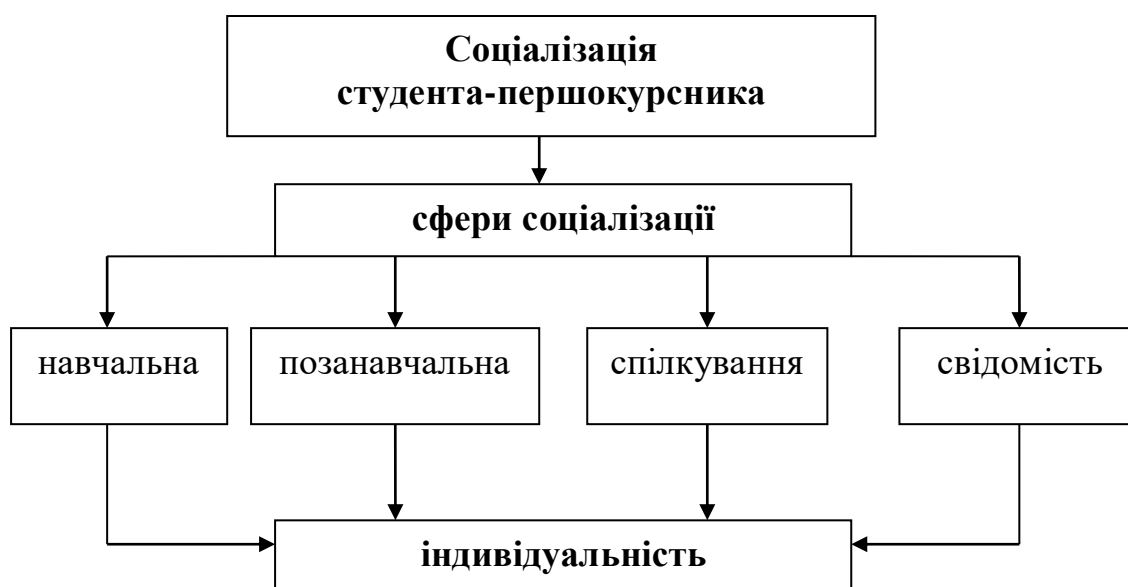 Соціалізація
студента-першокурсника
сфери соціалізації
навчальна
позанавчальна
спілкування
свідомість
індивідуальність